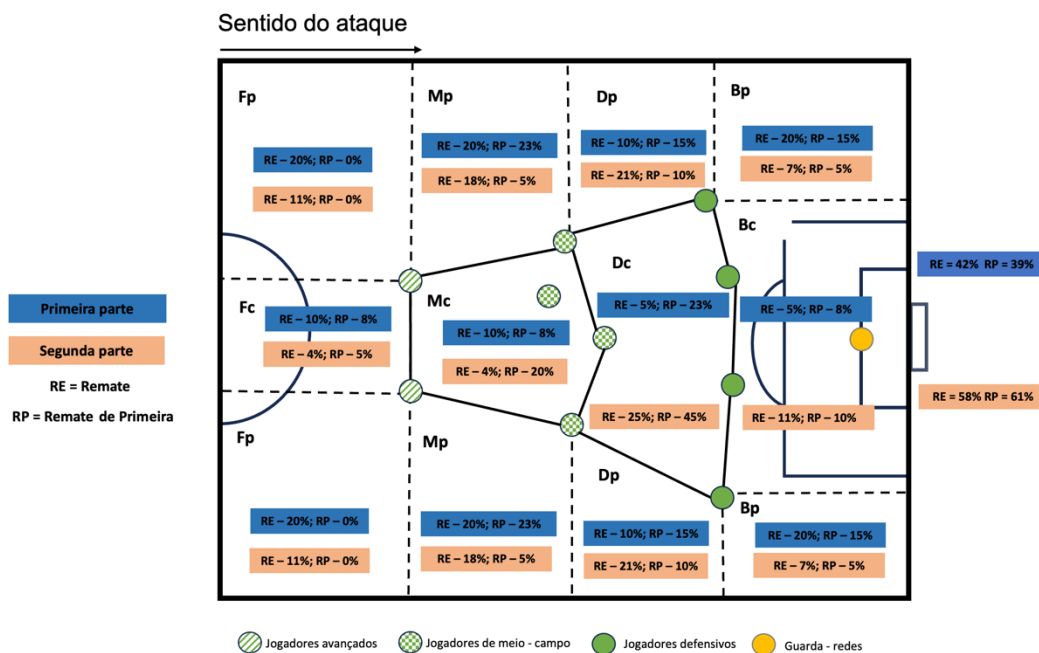 Sentido do ataque
Fp
Mp
Dp
Bp
RE – 20%; RP – 0%
RE – 11%; RP – 0%
RE – 20%; RP – 23%
RE – 18%; RP – 5%
RE – 10%; RP – 15%
RE – 21%; RP – 10%
RE – 20%; RP – 15%
RE – 7%; RP – 5%
Bc
Dc
RE = 42% RP = 39%
Primeira parte
Segunda parte
RE = Remate
RP = Remate de Primeira
Fc
RE – 10%; RP – 8%
RE – 4%; RP – 5%
Mc
RE – 10%; RP – 8%
RE – 4%; RP – 20%
RE – 5%; RP – 23%
RE – 25%; RP – 45%
RE – 5%; RP – 8%
RE – 11%; RP – 10%
RE = 58% RP = 61%
Fp
Mp
Dp
Bp
RE – 20%; RP – 0%
RE – 11%; RP – 0%
RE – 20%; RP – 23%
RE – 18%; RP – 5%
RE – 10%; RP – 15%
RE – 21%; RP – 10%
RE – 20%; RP – 15%
RE – 7%; RP – 5%
Jogadores avançados
Jogadores de meio - campo
Jogadores defensivos
Guarda - redes